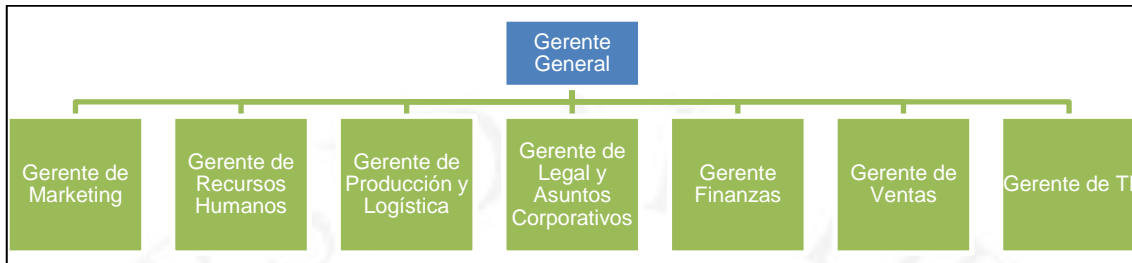 Gerente
General
Gerente de
Marketing
Gerente de
Recursos
Humanos
Gerente de
Producción y
Logística
Gerente de
Legal y
Asuntos
Corporativos
Gerente
Finanzas
Gerente de
Ventas
Gerente de TI